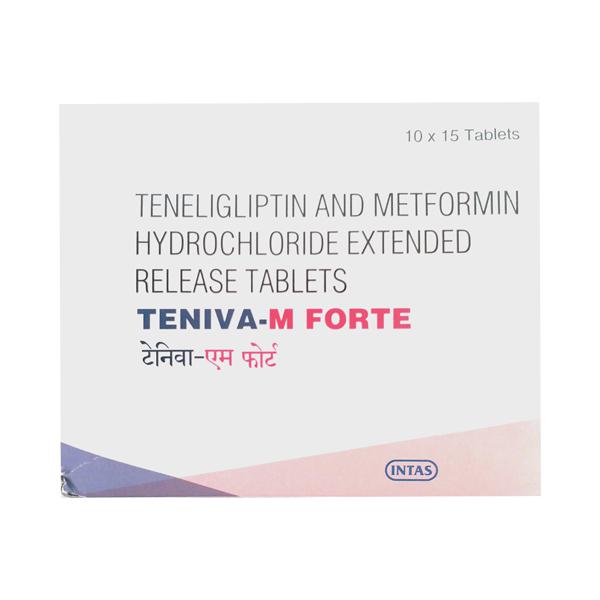 10 x 15 Tablets
TENELIGLIPTIN AND METFORMIN
HYDROCHLORIDE EXTENDED
RELEASE TABLETS
TENIVA-M FORTE
टेनिवा-एम फोर्ट
INTAS